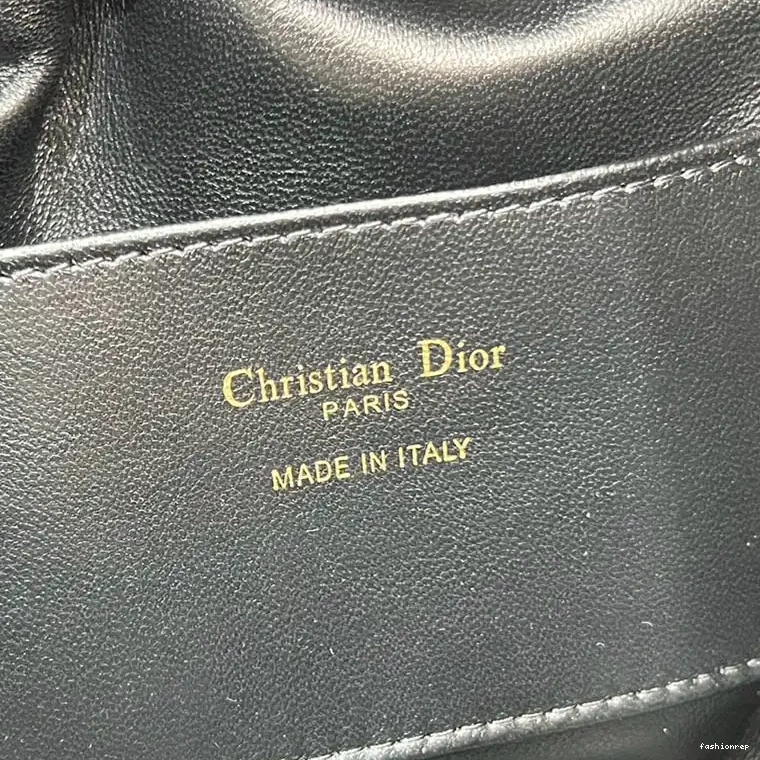 Christian Dior
PARIS
MADE IN ITALY
fashionrep